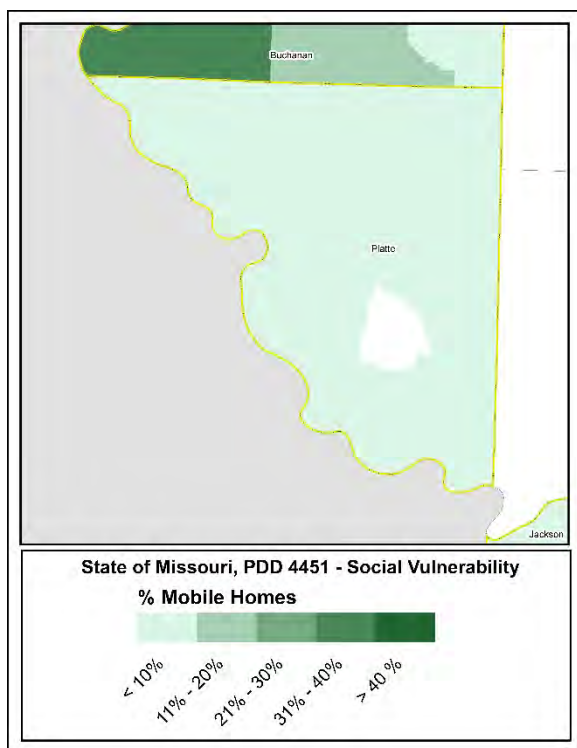 Buchanan
Platte
Jackson
State of Missouri, PDD 4451 - Social Vulnerability
% Mobile Homes
< 10%
11% - 20%
21% - 30%
31% - 40%
> 40 %